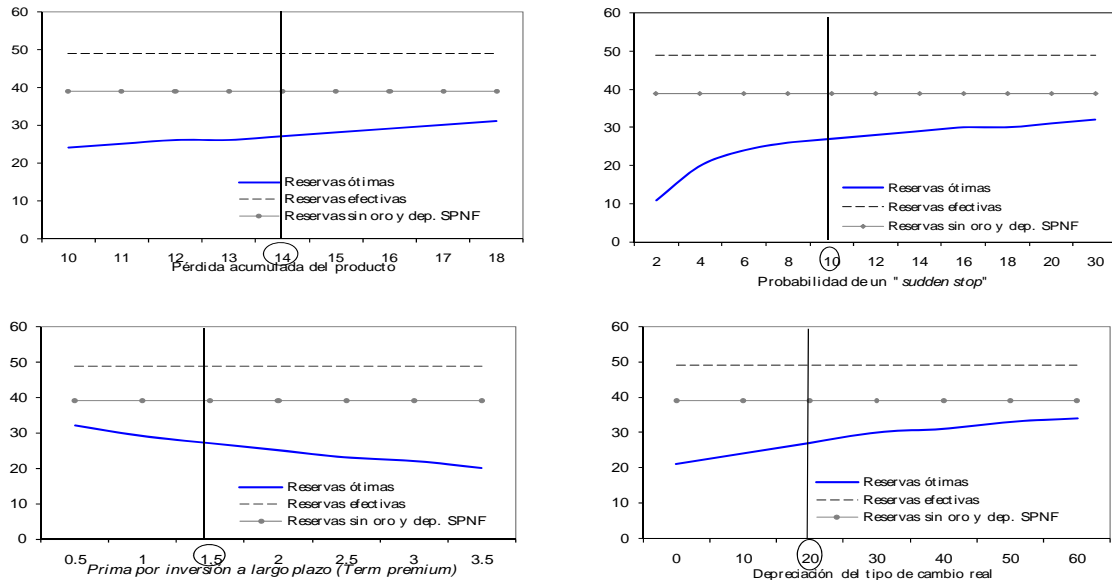 60
50
40
30
20
10
0
Reservas ótimas
Reservas efectivas
Reservas sin oro y dep. SPNF
10 11 12 13 14 15 16 17 18
Pérdida acumulada del producto
60
50
40
30
20
10
0
Reservas ótimas
Reservas efectivas
Reservas sin oro y dep. SPNF
2 4 6 8 10 12 14 16 18 20 30
Probabilidad de un "sudden stop"
60
50
40
30
20
10
0
Reservas ótimas
Reservas efectivas
Reservas sin oro y dep. SPNF
0.5 1 1.5 2 2.5 3 3.5
Prima por inversión a largo plazo (Term premium)
60
50
40
30
20
10
0
Reservas ótimas
Reservas efectivas
Reservas sin oro y dep. SPNF
0 10 20 30 40 50 60
Depreciación del tipo de cambio real